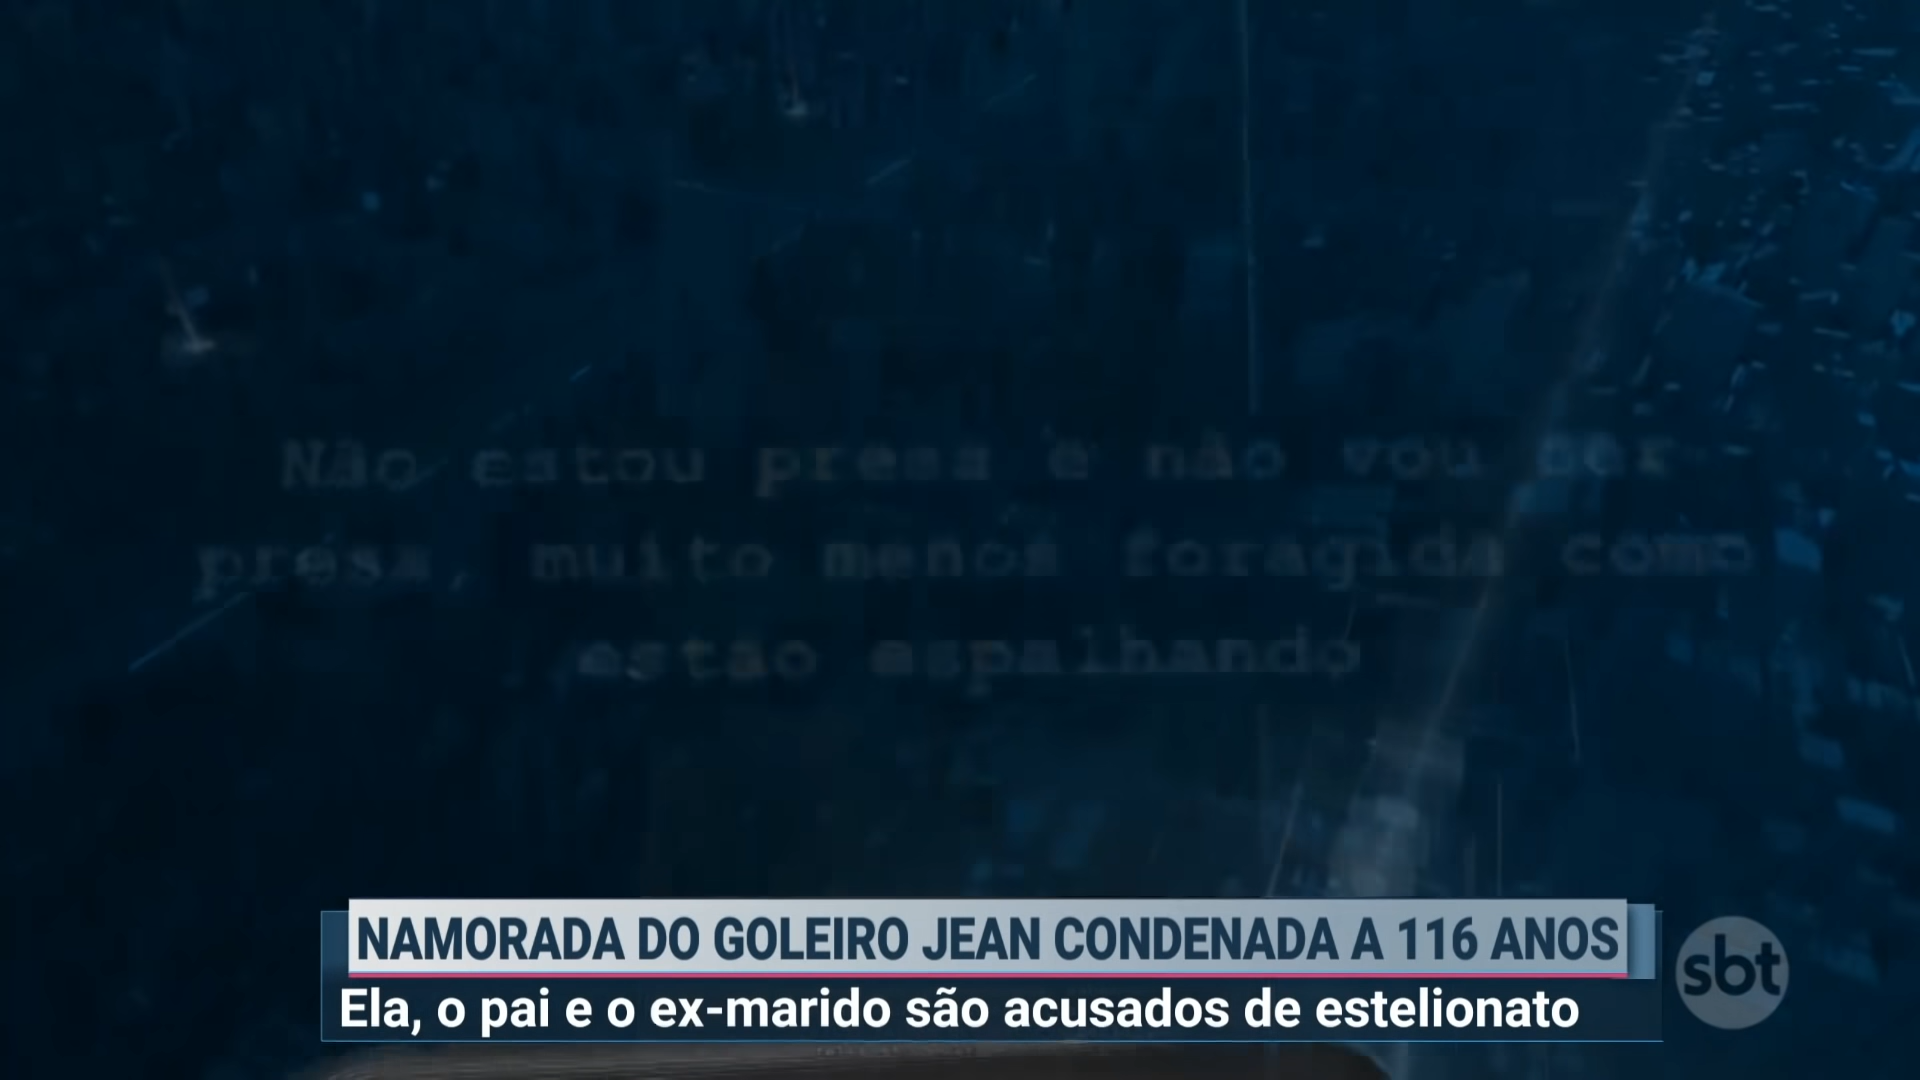 Não estou presa e não vou ser
presa, muito menos foragida como
estão espalhando
NAMORADA DO GOLEIRO JEAN CONDENADA A 116 ANOS
sbt
Ela, o pai e o ex-marido são acusados de estelionato